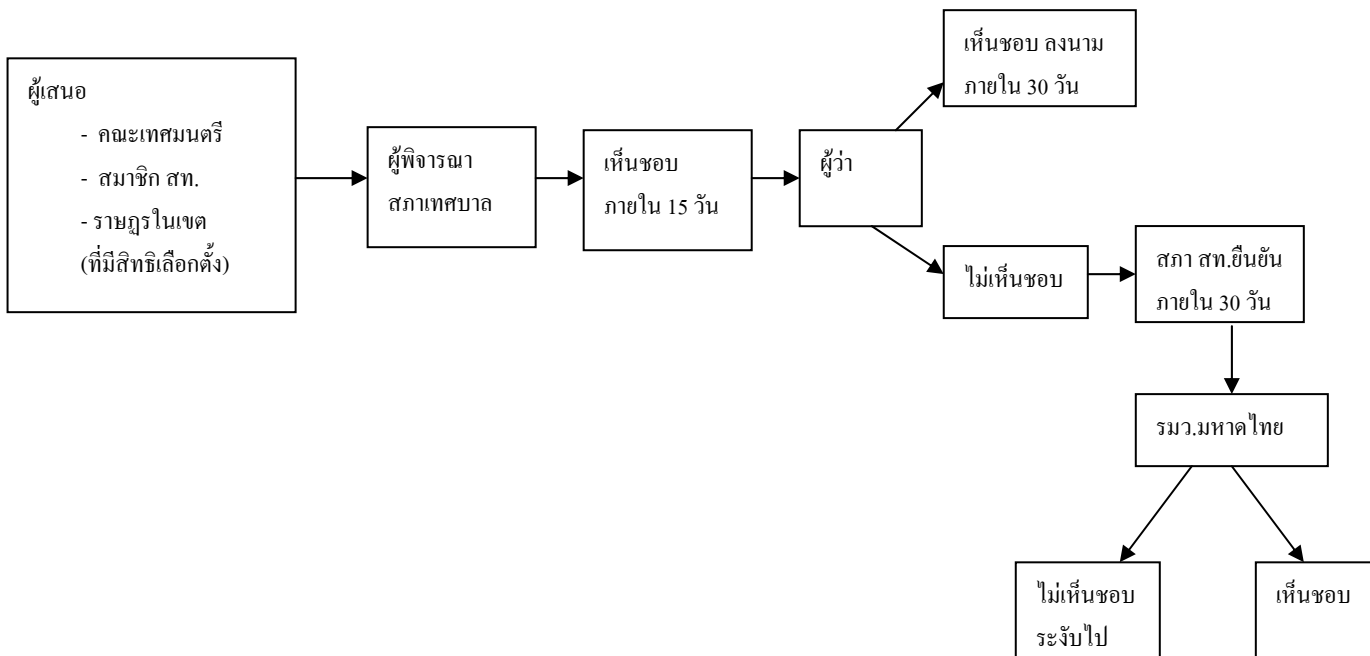 ผู้เสนอ
- คณะเทศมนตรี
- สมาชิก สท.
- ราษฎรในเขต
(ที่มีสิทธิเลือกตั้ง)
ผู้พิจารณา
สภาเทศบาล
เห็นชอบ
ภายใน 15 วัน
ผู้ว่า
เห็นชอบ ลงนาม
ภายใน 30 วัน
ไม่เห็นชอบ
สภา สท.ยืนยัน
ภายใน 30 วัน
รมว.มหาดไทย
ไม่เห็นชอบ
ระงับไป
เห็นชอบ